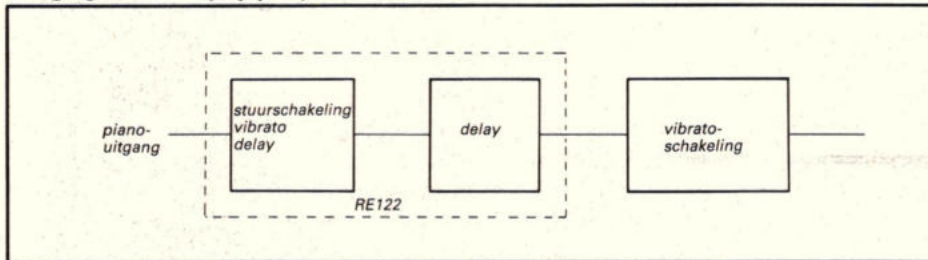 piano-
uitgang
stuurschakeling
vibrato
delay
delay
vibrato-
schakeling
RE122